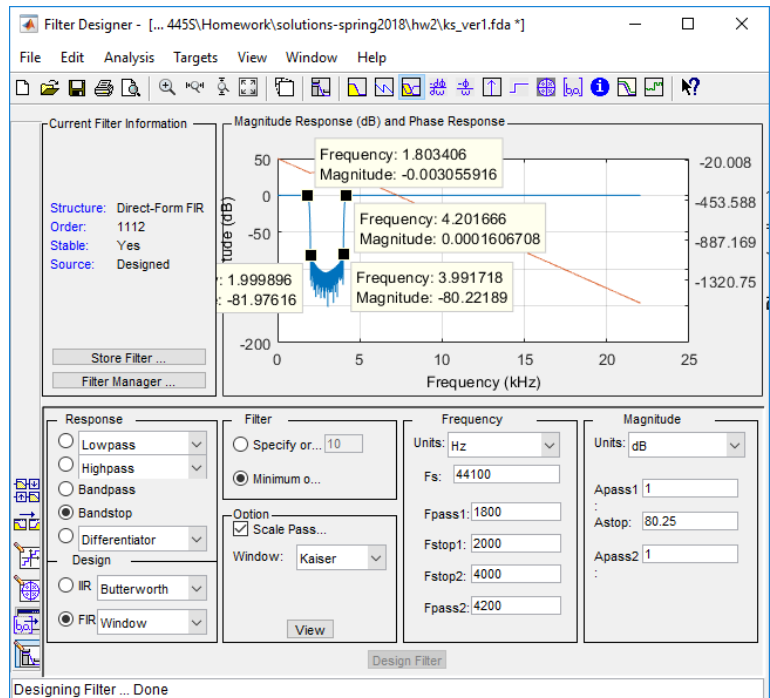 Filter Designer - [... 445S\Homework\solutions-spring2018\hw2\ks_ver1.fda *]
File Edit Analysis Targets View Window Help
Current Filter Information
Structure: Direct-Form FIR
Order: 1112
Stable: Yes
Source: Designed
Store Filter ...
Filter Manager ...
Magnitude Response (dB) and Phase Response
Frequency: 1.803406
Magnitude: -0.003055916
Frequency: 4.201666
Magnitude: 0.0001606708
: 1.999896
: -81.97616
Frequency: 3.991718
Magnitude: -80.22189
50
0
-50
-200
tude (dB)
-20.008
-453.588
-887.169
-1320.75
0 5 10 15 20 25
Frequency (kHz)
Response
Lowpass
Highpass
Bandpass
Bandstop
Differentiator
Design
IIR Butterworth
FIR Window
Filter
Specify or... 10
Minimum o...
Option
Scale Pass...
Window: Kaiser
View
Frequency
Units: Hz
Fs: 44100
Fpass1: 1800
Fstop1: 2000
Fstop2: 4000
Fpass2: 4200
Magnitude
Units: dB
Apass1 1
:
Astop: 80.25
Apass2 1
:
Design Filter
Designing Filter ... Done